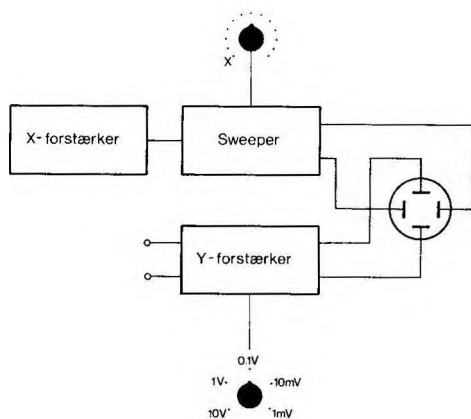 X
X-forstærker
Sweeper
Y-forstærker
0.1V
1V
10mV
10V
1mV